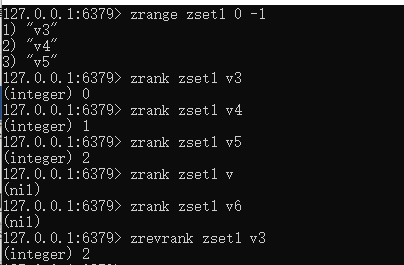 127.0.0.1:6379> zrange zset1 0 -1
1) "v3"
2) "v4"
3) "v5"
127.0.0.1:6379> zrank zset1 v3
(integer) 0
127.0.0.1:6379> zrank zset1 v4
(integer) 1
127.0.0.1:6379> zrank zset1 v5
(integer) 2
127.0.0.1:6379> zrank zset1 v
(nil)
127.0.0.1:6379> zrank zset1 v6
(nil)
127.0.0.1:6379> zrevrank zset1 v3
(integer) 2